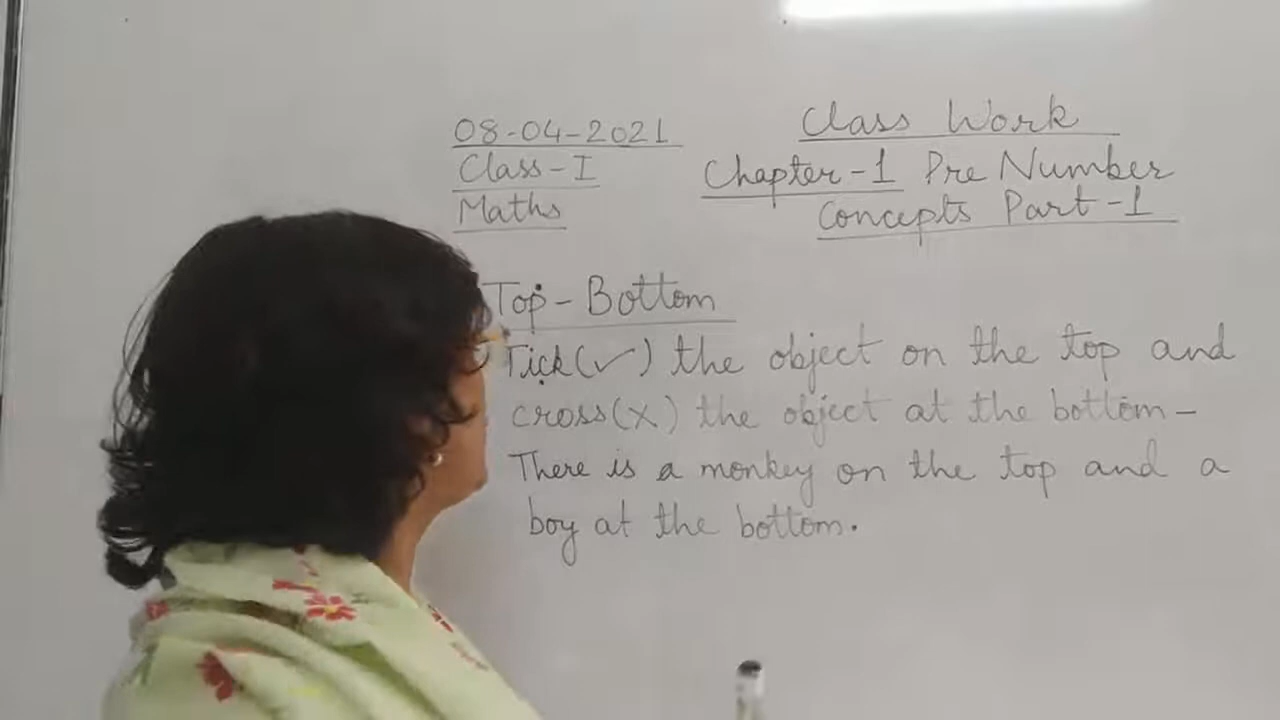 08-04-2021
Class-I
Maths
Class Work
Chapter-1 Pre Number
Concepts Part-1
Top-Bottom
Tick(✓) the object on the top and
cross(X) the object at the bottom-
There is a monkey on the top and a
boy at the bottom.